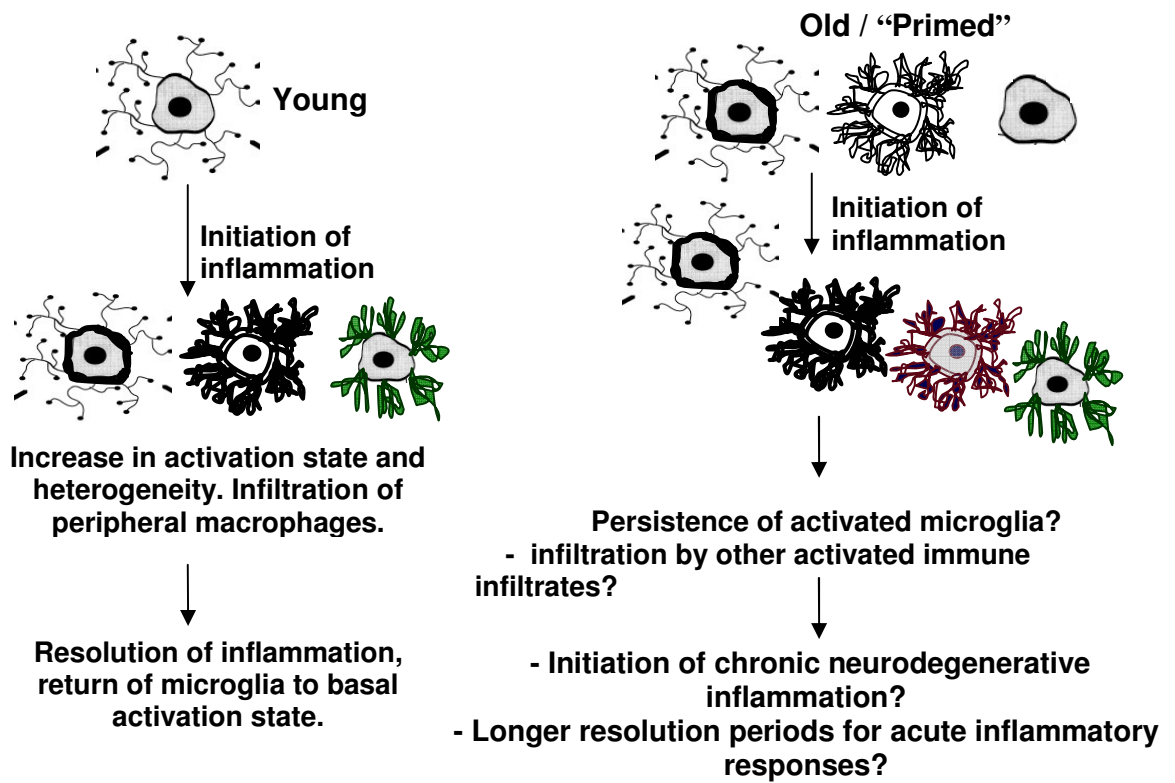 Young
Initiation of
inflammation
Increase in activation state and
heterogeneity. Infiltration of
peripheral macrophages.
Resolution of inflammation,
return of microglia to basal
activation state.
Old / “Primed”
Initiation of
inflammation
Persistence of activated microglia?
- infiltration by other activated immune
infiltrates?
- Initiation of chronic neurodegenerative
inflammation?
- Longer resolution periods for acute inflammatory
responses?